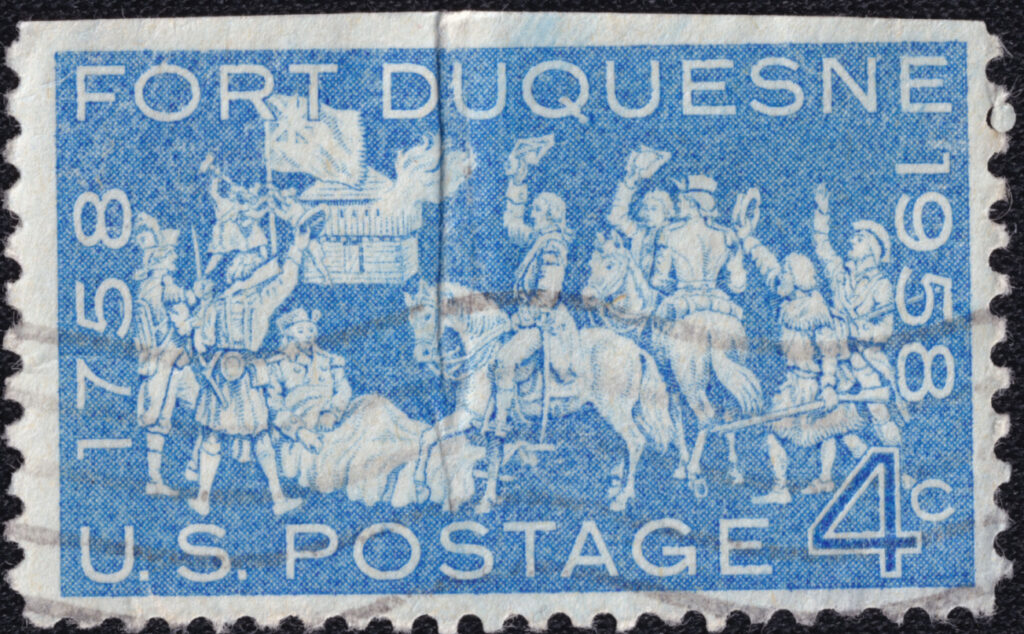 FORT DUQUESNE
1758
1958
4c
U.S. POSTAGE